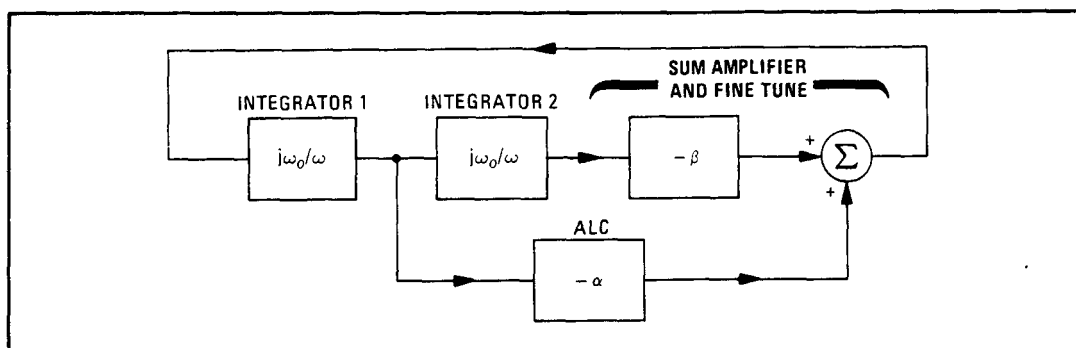 SUM AMPLIFIER
AND FINE TUNE
INTEGRATOR 1
INTEGRATOR 2
jω₀/ω
jω₀/ω
− β
+
Σ
+
ALC
− α